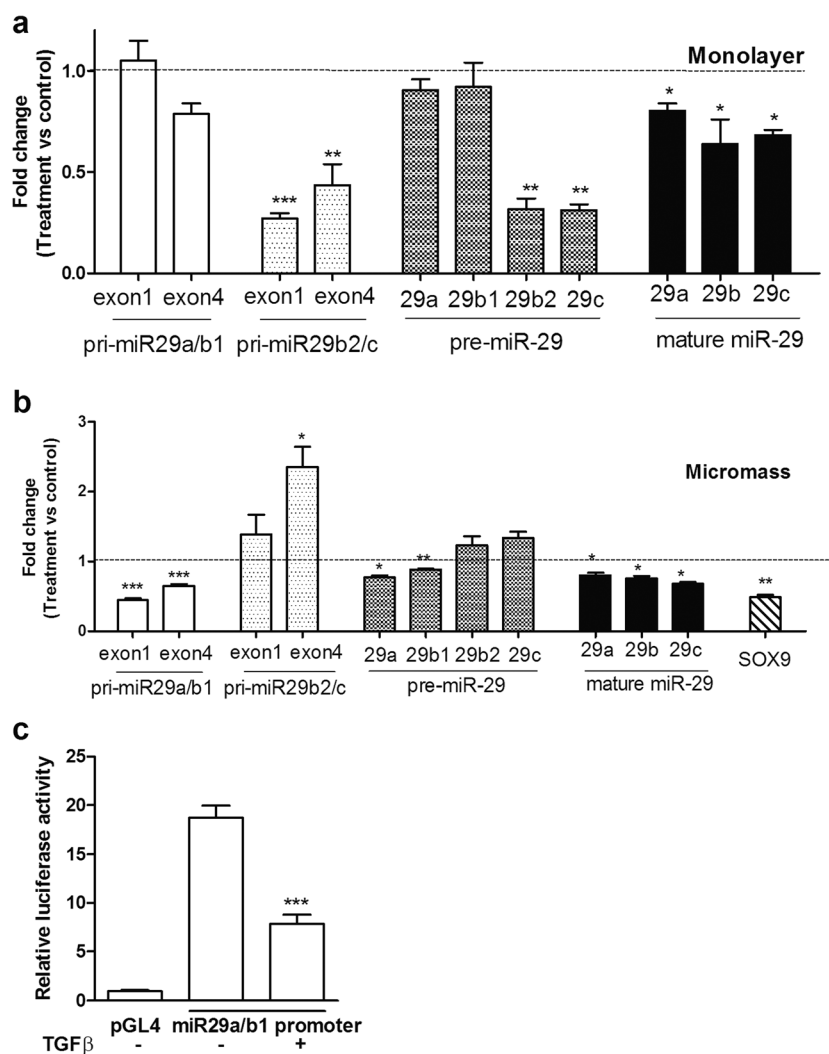 a
Fold change
(Treatment vs control)
1.0
0.5
0.0
Monolayer
*** ** ** ** * * *
exon1 exon4 exon1 exon4 29a 29b1 29b2 29c 29a 29b 29c
pri-miR29a/b1 pri-miR29b2/c pre-miR-29 mature miR-29
b
Fold change
(Treatment vs control)
3
2
1
0
Micromass
*** *** * * ** * * * **
exon1 exon4 exon1 exon4 29a 29b1 29b2 29c 29a 29b 29c SOX9
pri-miR29a/b1 pri-miR29b2/c pre-miR-29 mature miR-29
c
Relative luciferase activity
25
20
15
10
5
0
***
pGL4 miR29a/b1 promoter
TGFβ - - +